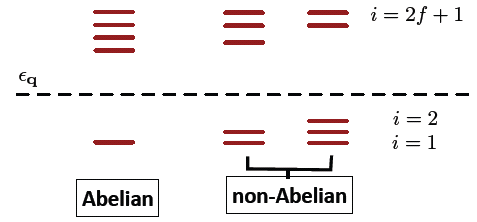 i = 2f + 1
ϵ_q
i = 2
i = 1
Abelian
non-Abelian